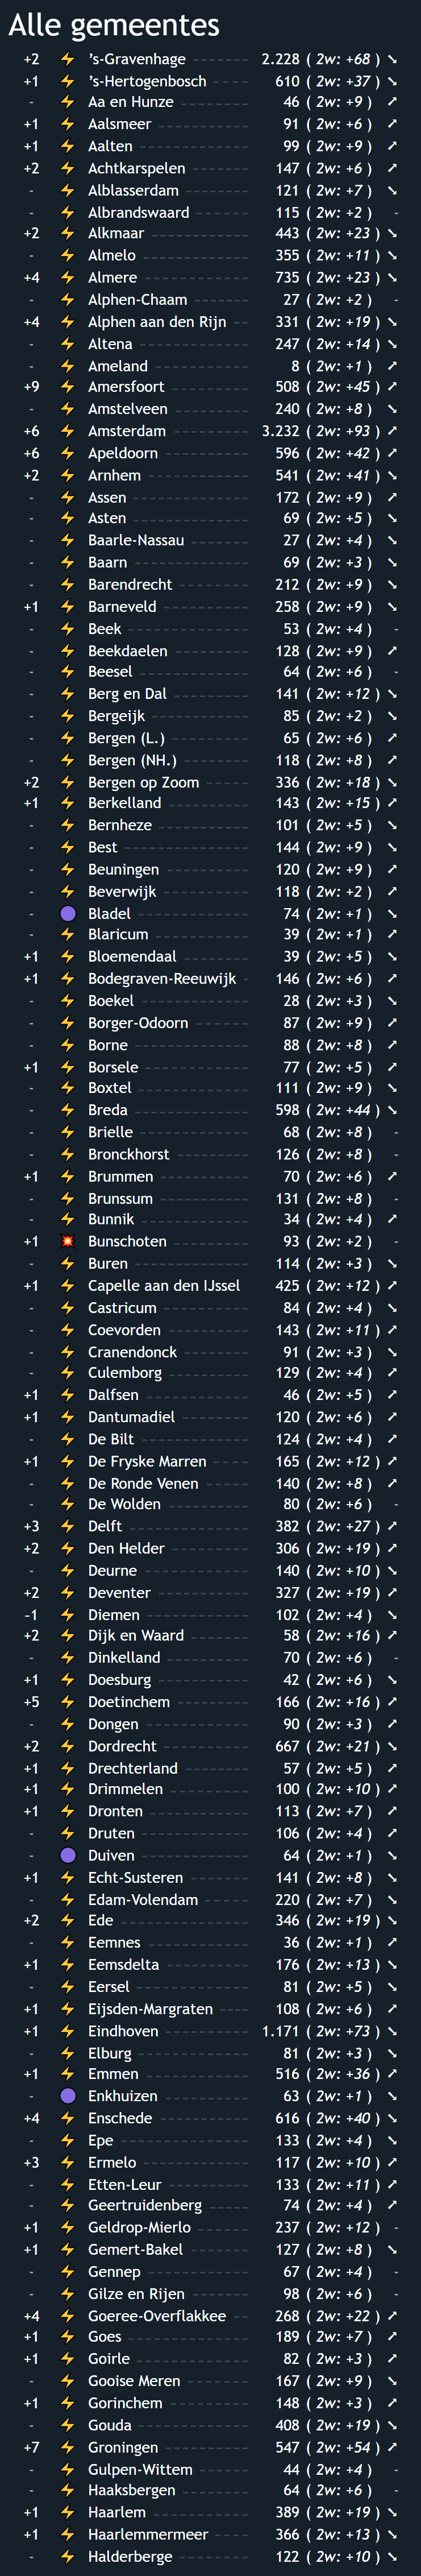 Alle gemeentes
+2 ⚡ ’s-Gravenhage 2.228 ( 2w: +68 ) ↘
+1 ⚡ ’s-Hertogenbosch 610 ( 2w: +37 ) ↘
- ⚡ Aa en Hunze 46 ( 2w: +9 ) ↗
+1 ⚡ Aalsmeer 91 ( 2w: +6 ) ↗
+1 ⚡ Aalten 99 ( 2w: +9 ) ↗
+2 ⚡ Achtkarspelen 147 ( 2w: +6 ) ↗
- ⚡ Alblasserdam 121 ( 2w: +7 ) ↘
- ⚡ Albrandswaard 115 ( 2w: +2 ) -
+2 ⚡ Alkmaar 443 ( 2w: +23 ) ↘
- ⚡ Almelo 355 ( 2w: +11 ) ↘
+4 ⚡ Almere 735 ( 2w: +23 ) ↘
- ⚡ Alphen-Chaam 27 ( 2w: +2 ) -
+4 ⚡ Alphen aan den Rijn 331 ( 2w: +19 ) ↘
- ⚡ Altena 247 ( 2w: +14 ) ↘
- ⚡ Ameland 8 ( 2w: +1 ) ↗
+9 ⚡ Amersfoort 508 ( 2w: +45 ) ↗
- ⚡ Amstelveen 240 ( 2w: +8 ) ↘
+6 ⚡ Amsterdam 3.232 ( 2w: +93 ) ↗
+6 ⚡ Apeldoorn 596 ( 2w: +42 ) ↗
+2 ⚡ Arnhem 541 ( 2w: +41 ) ↘
- ⚡ Assen 172 ( 2w: +9 ) ↗
- ⚡ Asten 69 ( 2w: +5 ) ↘
- ⚡ Baarle-Nassau 27 ( 2w: +4 ) ↘
- ⚡ Baarn 69 ( 2w: +3 ) ↘
- ⚡ Barendrecht 212 ( 2w: +9 ) ↘
+1 ⚡ Barneveld 258 ( 2w: +9 ) ↘
- ⚡ Beek 53 ( 2w: +4 ) -
- ⚡ Beekdaelen 128 ( 2w: +9 ) ↗
- ⚡ Beesel 64 ( 2w: +6 ) -
- ⚡ Berg en Dal 141 ( 2w: +12 ) ↘
- ⚡ Bergeijk 85 ( 2w: +2 ) ↘
- ⚡ Bergen (L.) 65 ( 2w: +6 ) ↗
- ⚡ Bergen (NH.) 118 ( 2w: +8 ) ↗
+2 ⚡ Bergen op Zoom 336 ( 2w: +18 ) ↘
+1 ⚡ Berkelland 143 ( 2w: +15 ) ↗
- ⚡ Bernheze 101 ( 2w: +5 ) ↘
- ⚡ Best 144 ( 2w: +9 ) ↘
- ⚡ Beuningen 120 ( 2w: +9 ) ↗
- ⚡ Beverwijk 118 ( 2w: +2 ) ↗
- 🟣 Bladel 74 ( 2w: +1 ) ↘
- ⚡ Blaricum 39 ( 2w: +1 ) ↗
+1 ⚡ Bloemendaal 39 ( 2w: +5 ) ↘
+1 ⚡ Bodegraven-Reeuwijk 146 ( 2w: +6 ) ↗
- ⚡ Boekel 28 ( 2w: +3 ) ↘
- ⚡ Borger-Odoorn 87 ( 2w: +9 ) ↗
- ⚡ Borne 88 ( 2w: +8 ) ↗
+1 ⚡ Borsele 77 ( 2w: +5 ) ↗
- ⚡ Boxtel 111 ( 2w: +9 ) ↘
- ⚡ Breda 598 ( 2w: +44 ) ↘
- ⚡ Brielle 68 ( 2w: +8 ) -
- ⚡ Bronckhorst 126 ( 2w: +8 ) -
+1 ⚡ Brummen 70 ( 2w: +6 ) ↗
- ⚡ Brunssum 131 ( 2w: +8 ) -
- ⚡ Bunnik 34 ( 2w: +4 ) ↗
+1 💥 Bunschoten 93 ( 2w: +2 ) -
- ⚡ Buren 114 ( 2w: +3 ) ↘
+1 ⚡ Capelle aan den IJssel 425 ( 2w: +12 ) ↗
- ⚡ Castricum 84 ( 2w: +4 ) ↘
- ⚡ Coevorden 143 ( 2w: +11 ) ↗
- ⚡ Cranendonck 91 ( 2w: +3 ) ↘
- ⚡ Culemborg 129 ( 2w: +4 ) ↗
+1 ⚡ Dalfsen 46 ( 2w: +5 ) ↗
+1 ⚡ Dantumadiel 120 ( 2w: +6 ) ↗
- ⚡ De Bilt 124 ( 2w: +4 ) ↗
+1 ⚡ De Fryske Marren 165 ( 2w: +12 ) ↗
- ⚡ De Ronde Venen 140 ( 2w: +8 ) ↗
- ⚡ De Wolden 80 ( 2w: +6 ) -
+3 ⚡ Delft 382 ( 2w: +27 ) ↗
+2 ⚡ Den Helder 306 ( 2w: +19 ) ↗
- ⚡ Deurne 140 ( 2w: +10 ) ↘
+2 ⚡ Deventer 327 ( 2w: +19 ) ↗
-1 ⚡ Diemen 102 ( 2w: +4 ) ↘
+2 ⚡ Dijk en Waard 58 ( 2w: +16 ) ↗
- ⚡ Dinkelland 70 ( 2w: +6 ) -
+1 ⚡ Doesburg 42 ( 2w: +6 ) ↘
+5 ⚡ Doetinchem 166 ( 2w: +16 ) ↗
- ⚡ Dongen 90 ( 2w: +3 ) ↗
+2 ⚡ Dordrecht 667 ( 2w: +21 ) ↘
+1 ⚡ Drechterland 57 ( 2w: +5 ) ↗
+1 ⚡ Drimmelen 100 ( 2w: +10 ) ↗
+1 ⚡ Dronten 113 ( 2w: +7 ) ↗
- ⚡ Druten 106 ( 2w: +4 ) ↗
- 🟣 Duiven 64 ( 2w: +1 ) ↘
+1 ⚡ Echt-Susteren 141 ( 2w: +8 ) ↘
- ⚡ Edam-Volendam 220 ( 2w: +7 ) ↘
+2 ⚡ Ede 346 ( 2w: +19 ) ↘
- ⚡ Eemnes 36 ( 2w: +1 ) ↗
+1 ⚡ Eemsdelta 176 ( 2w: +13 ) ↘
- ⚡ Eersel 81 ( 2w: +5 ) ↘
+1 ⚡ Eijsden-Margraten 108 ( 2w: +6 ) ↗
+1 ⚡ Eindhoven 1.171 ( 2w: +73 ) ↘
- ⚡ Elburg 81 ( 2w: +3 ) ↘
+1 ⚡ Emmen 516 ( 2w: +36 ) ↗
- 🟣 Enkhuizen 63 ( 2w: +1 ) ↘
+4 ⚡ Enschede 616 ( 2w: +40 ) ↘
- ⚡ Epe 133 ( 2w: +4 ) ↘
+3 ⚡ Ermelo 117 ( 2w: +10 ) ↗
- ⚡ Etten-Leur 133 ( 2w: +11 ) ↗
- ⚡ Geertruidenberg 74 ( 2w: +4 ) ↗
+1 ⚡ Geldrop-Mierlo 237 ( 2w: +12 ) -
+1 ⚡ Gemert-Bakel 127 ( 2w: +8 ) ↘
- ⚡ Gennep 67 ( 2w: +4 ) -
- ⚡ Gilze en Rijen 98 ( 2w: +6 ) -
+4 ⚡ Goeree-Overflakkee 268 ( 2w: +22 ) ↗
+1 ⚡ Goes 189 ( 2w: +7 ) ↗
+1 ⚡ Goirle 82 ( 2w: +3 ) ↗
- ⚡ Gooise Meren 167 ( 2w: +9 ) ↘
+1 ⚡ Gorinchem 148 ( 2w: +3 ) ↗
- ⚡ Gouda 408 ( 2w: +19 ) ↘
+7 ⚡ Groningen 547 ( 2w: +54 ) ↗
- ⚡ Gulpen-Wittem 44 ( 2w: +4 ) -
- ⚡ Haaksbergen 64 ( 2w: +6 ) -
+1 ⚡ Haarlem 389 ( 2w: +19 ) ↘
+1 ⚡ Haarlemmermeer 366 ( 2w: +13 ) ↘
- ⚡ Halderberge 122 ( 2w: +10 ) ↘